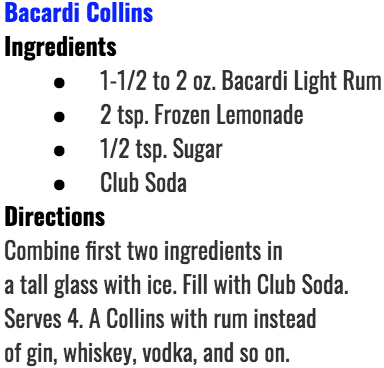 Bacardi Collins
Ingredients
● 1-1/2 to 2 oz. Bacardi Light Rum
● 2 tsp. Frozen Lemonade
● 1/2 tsp. Sugar
● Club Soda
Directions
Combine first two ingredients in
a tall glass with ice. Fill with Club Soda.
Serves 4. A Collins with rum instead
of gin, whiskey, vodka, and so on.